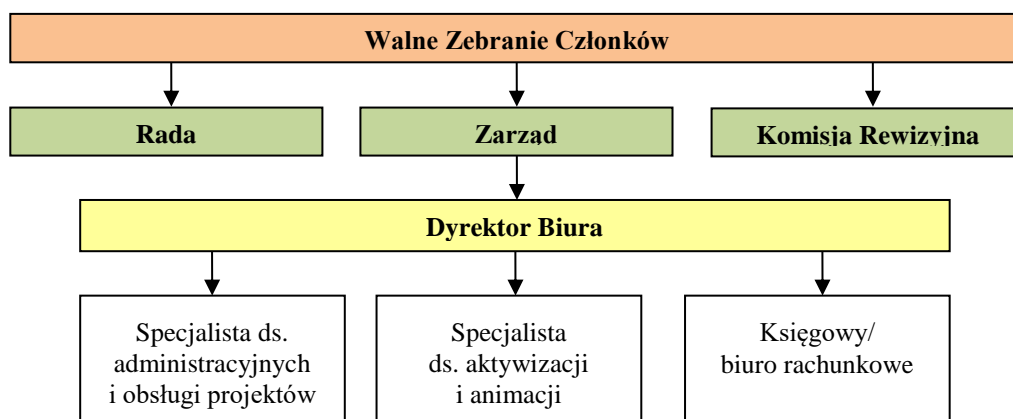 Walne Zebranie Członków
Rada
Zarząd
Komisja Rewizyjna
Dyrektor Biura
Specjalista ds.
administracyjnych
i obsługi projektów
Specjalista
ds. aktywizacji
i animacji
Księgowy/
biuro rachunkowe